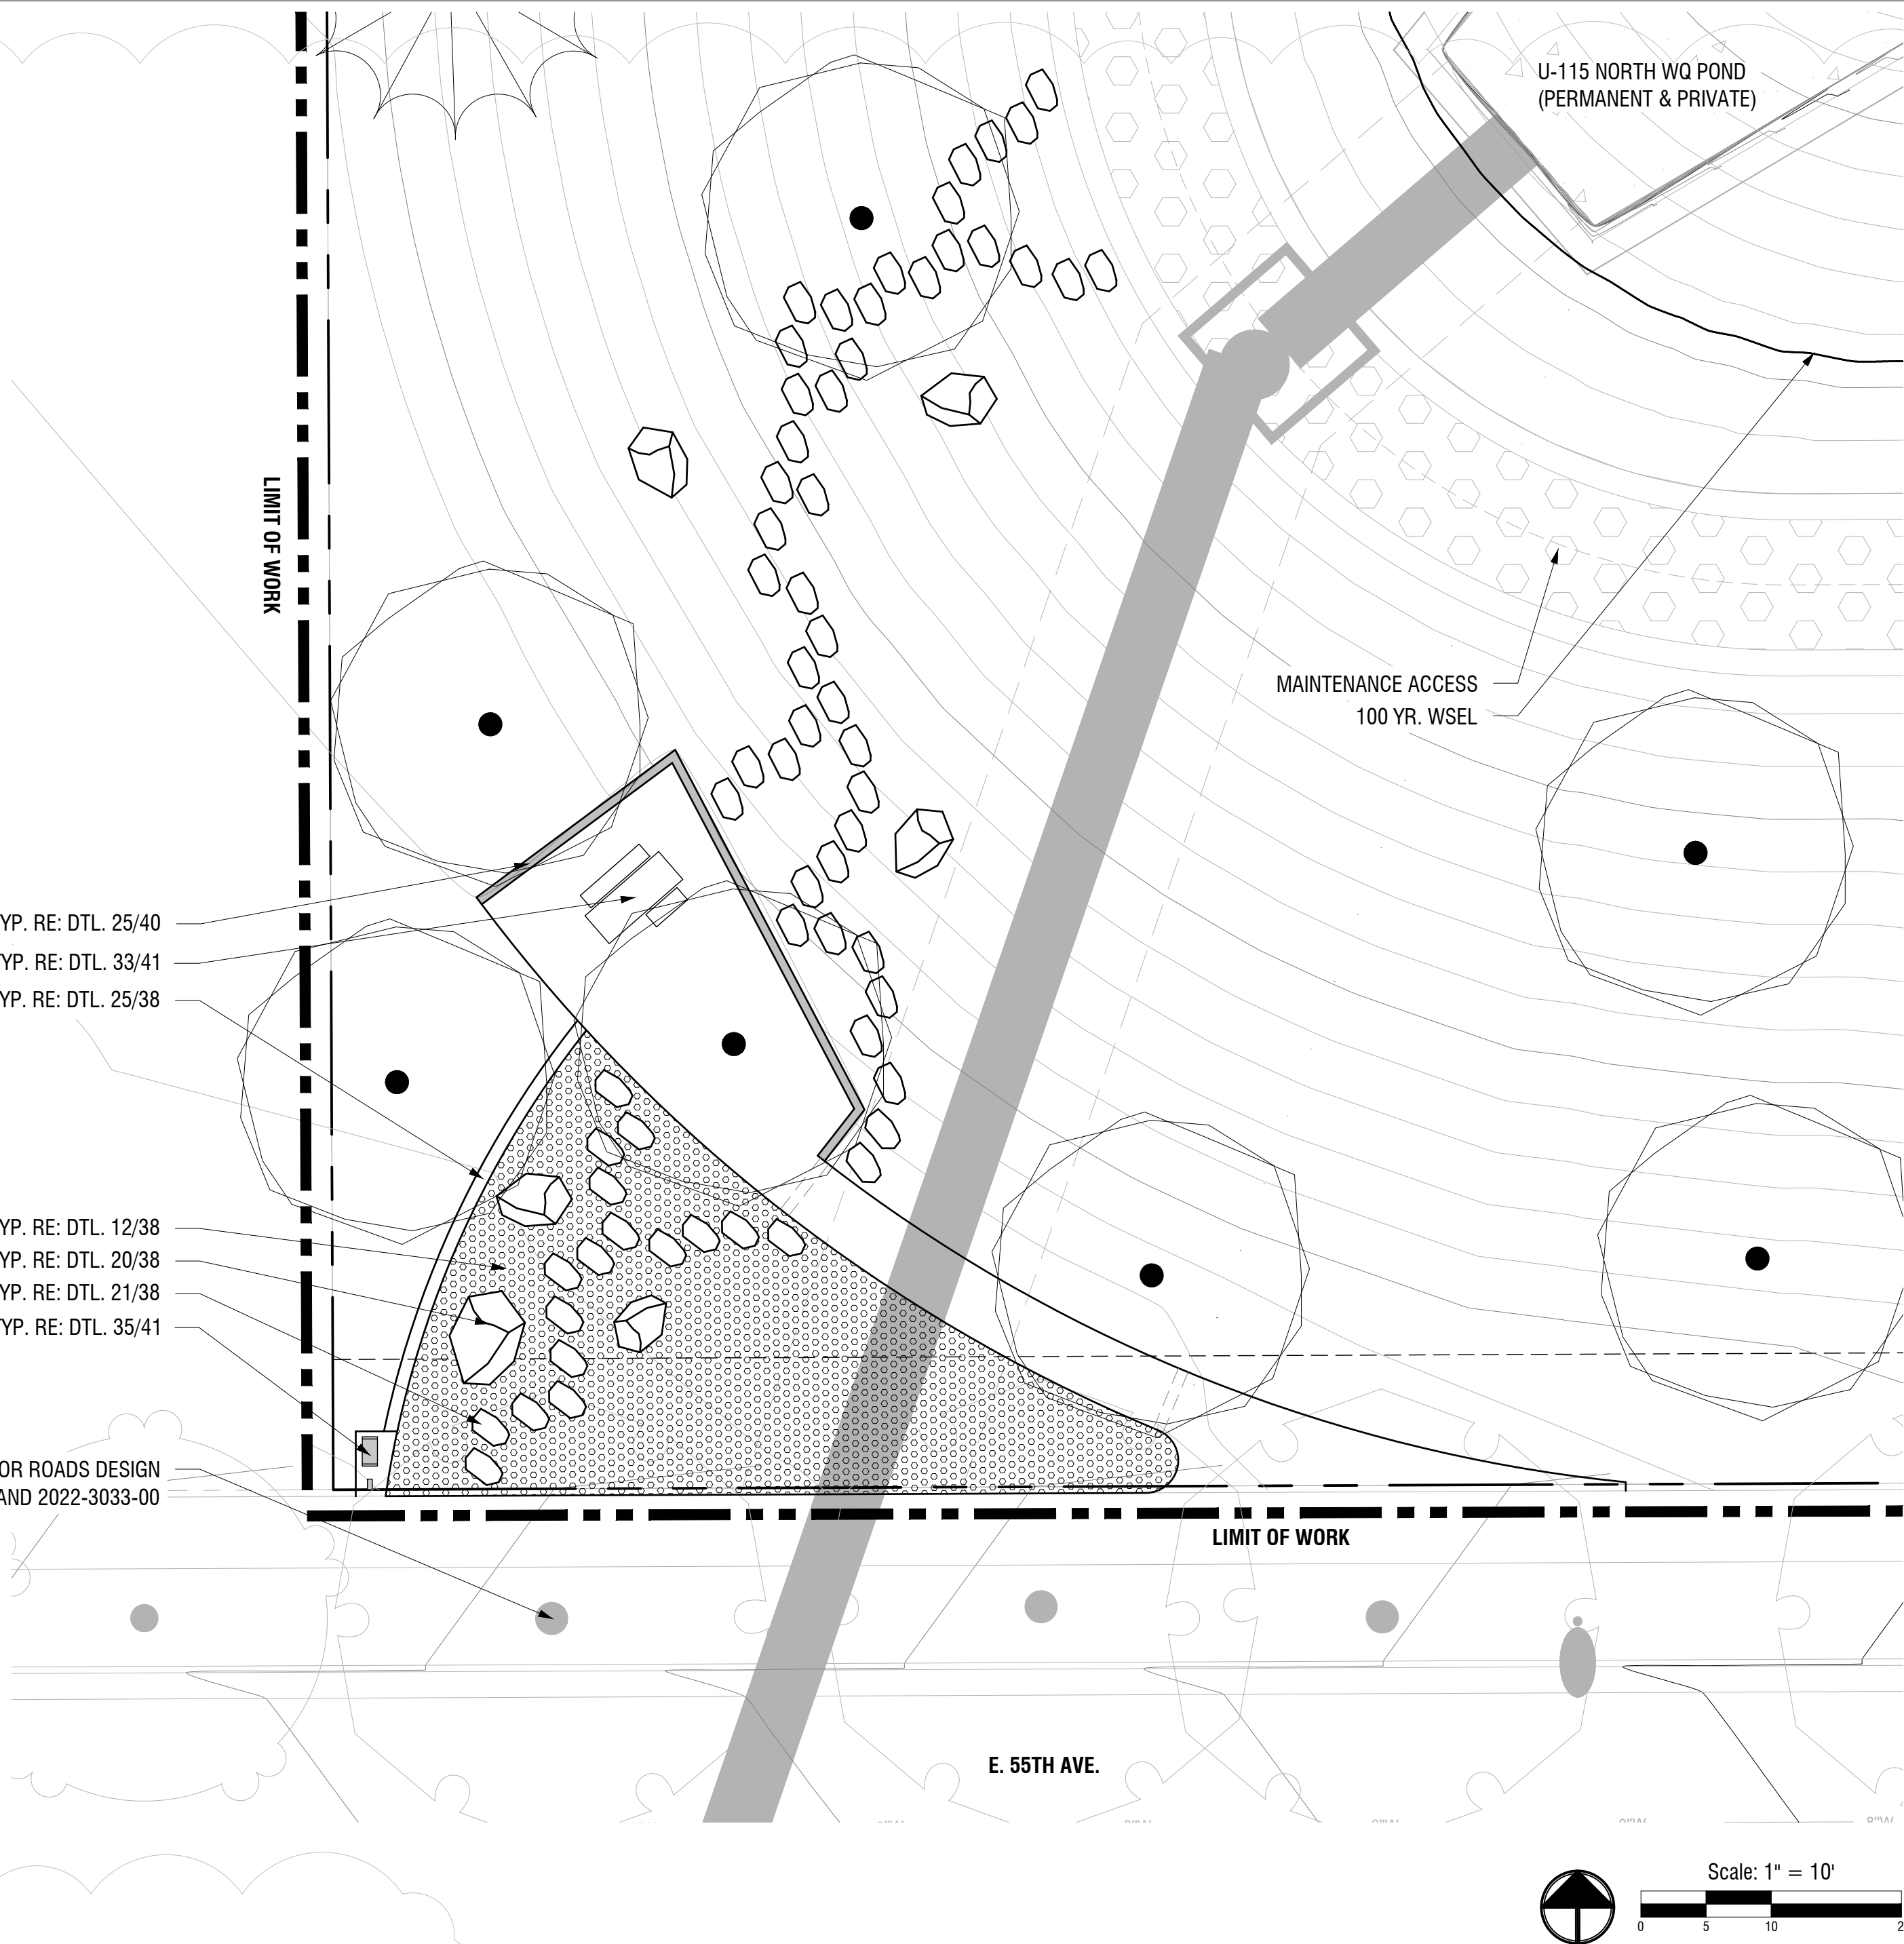 U-115 NORTH WQ POND
(PERMANENT & PRIVATE)
LIMIT OF WORK
MAINTENANCE ACCESS
100 YR. WSEL
YP. RE: DTL. 25/40
YP. RE: DTL. 33/41
YP. RE: DTL. 25/38
YP. RE: DTL. 12/38
YP. RE: DTL. 20/38
YP. RE: DTL. 21/38
YP. RE: DTL. 35/41
OR ROADS DESIGN
AND 2022-3033-00
LIMIT OF WORK
E. 55TH AVE.
8"W
Scale: 1" = 10'
0 5 10 2